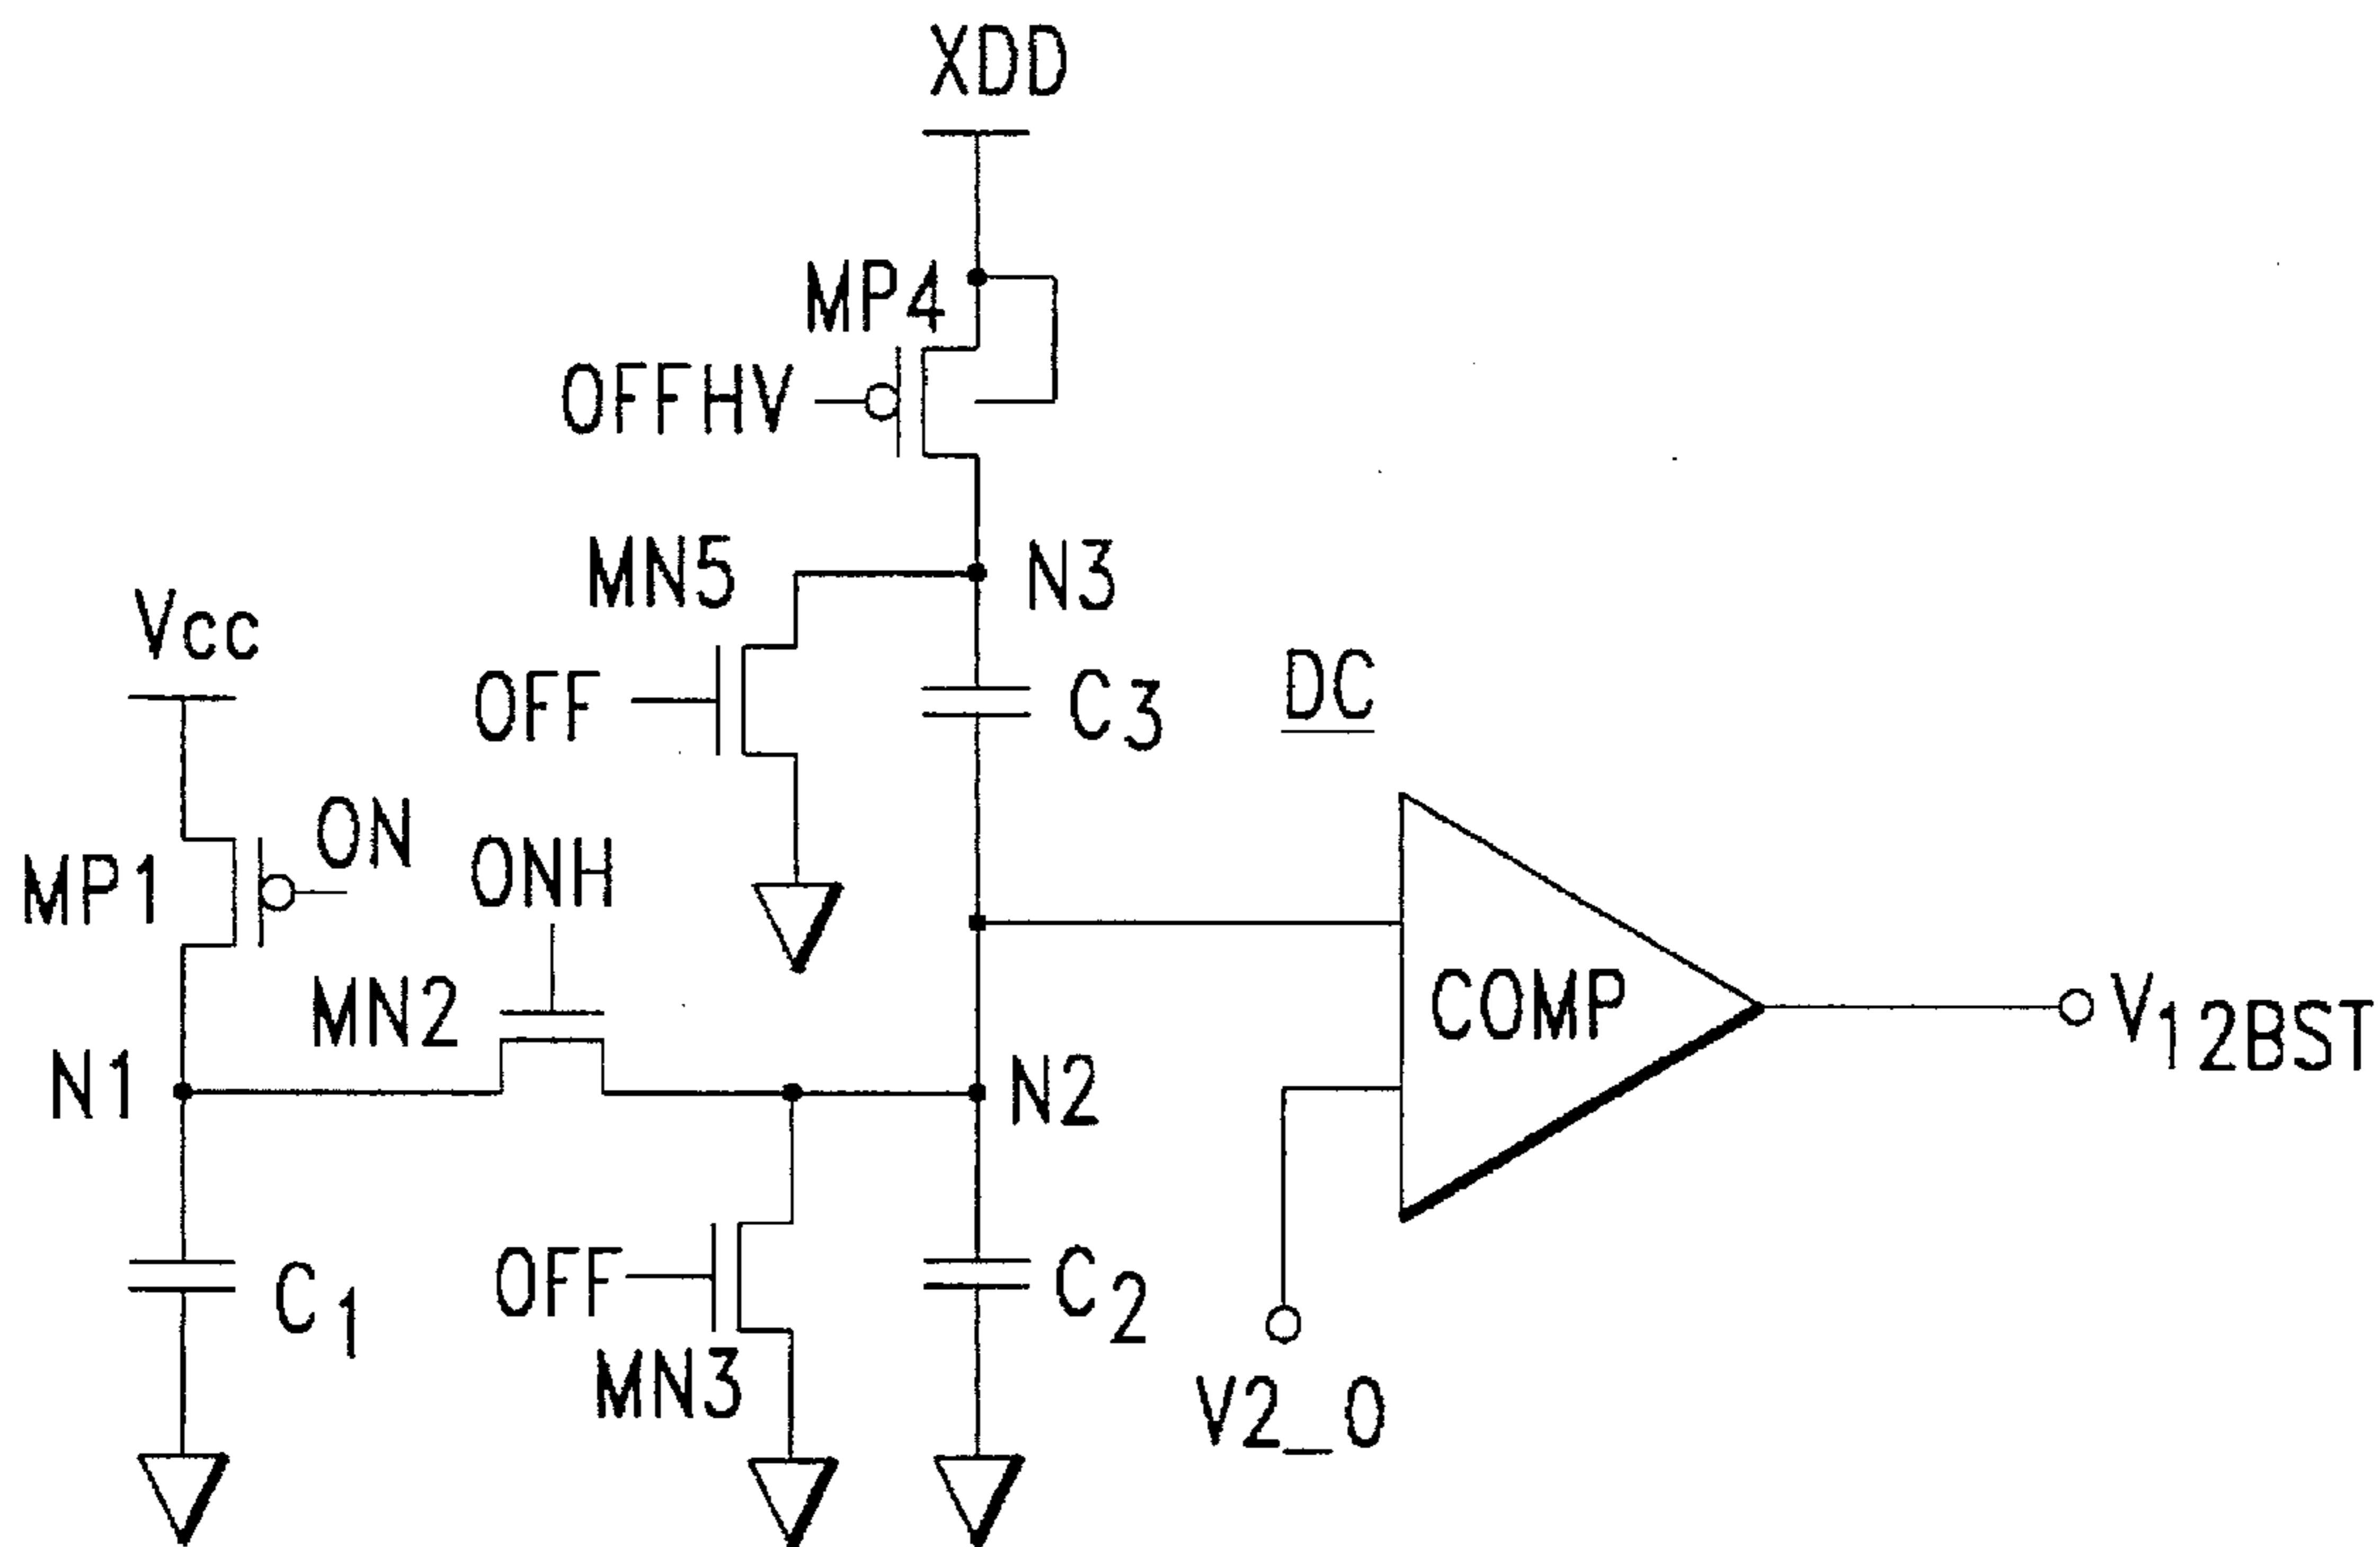 XDD
MP4
OFFHV
MN5
N3
Vcc
OFF
C3
DC
ON
ONH
MP1
COMP
MN2
V12BST
N1
N2
C1
OFF
C2
MN3
V2_0